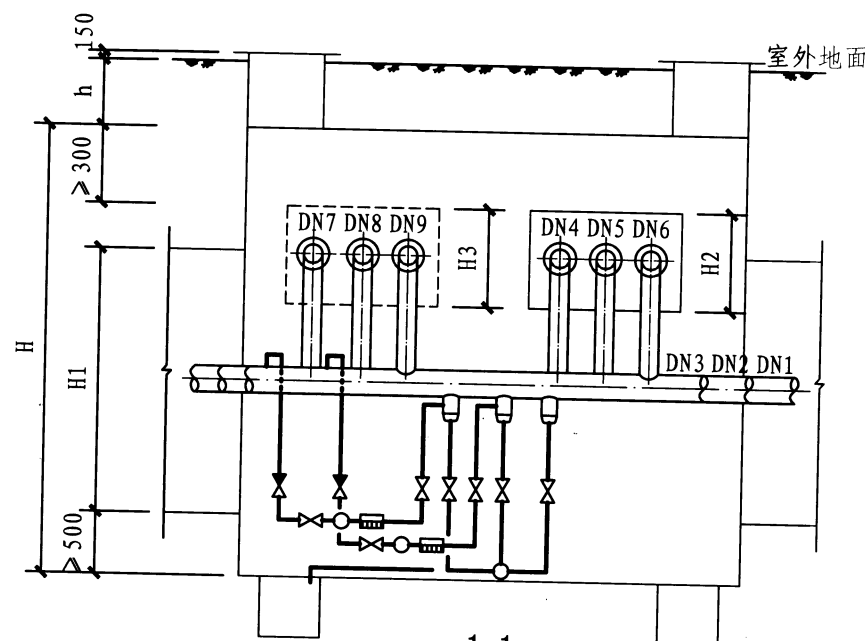 150
室外地面
h
≥300
DN7 DN8 DN9
H3
DN4 DN5 DN6
H2
H
H1
DN3 DN2 DN1
≥500
1-1